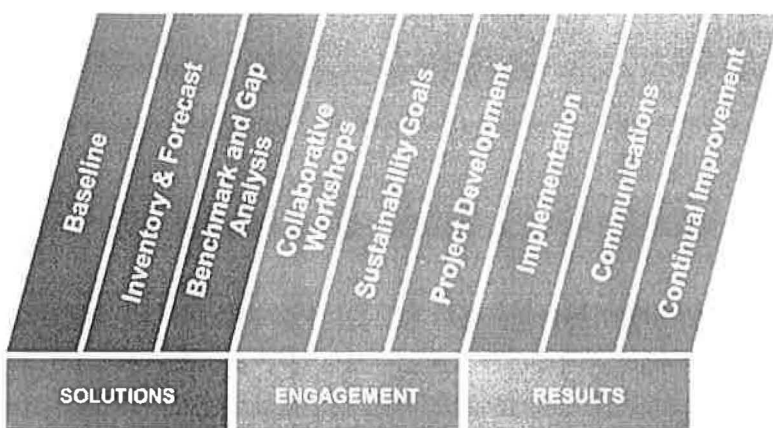 Baseline
Inventory & Forecast
Benchmark and Gap
Analysis
Collaborative
Workshops
Sustainability Goals
Project Development
Implementation
Communications
Continual Improvement
SOLUTIONS
ENGAGEMENT
RESULTS